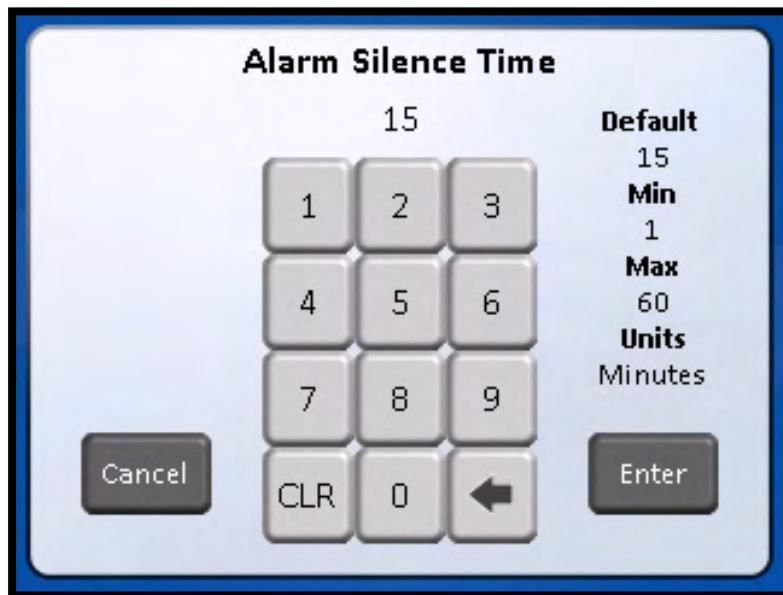 Alarm Silence Time
15
1 2 3
4 5 6
7 8 9
CLR 0
Cancel
Default
15
Min
1
Max
60
Units
Minutes
Enter